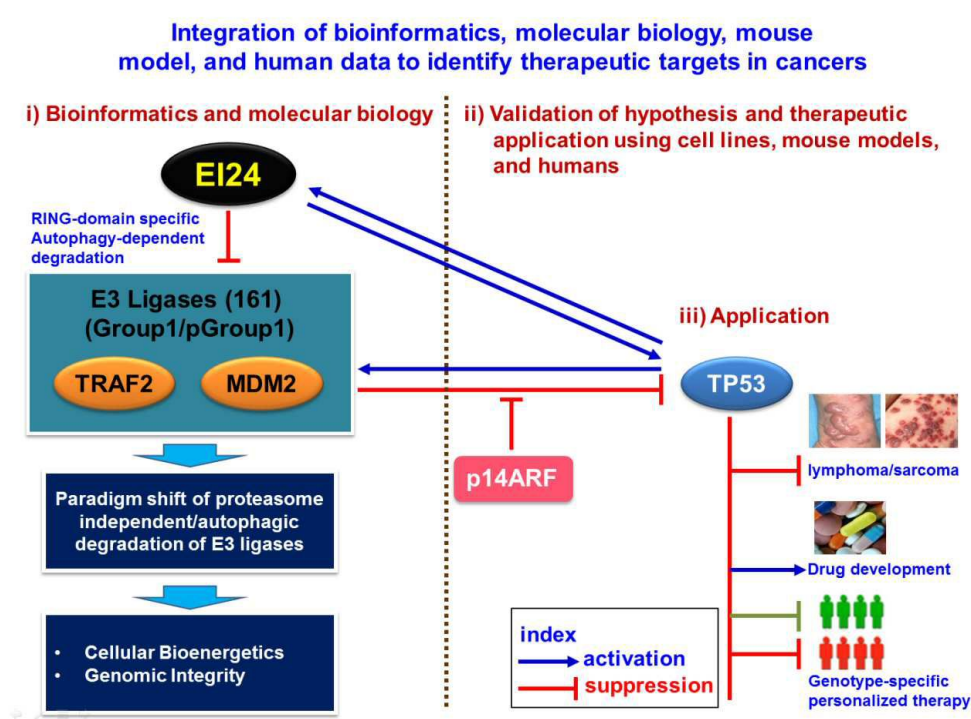 Integration of bioinformatics, molecular biology, mouse
model, and human data to identify therapeutic targets in cancers
i) Bioinformatics and molecular biology
ii) Validation of hypothesis and therapeutic
application using cell lines, mouse models,
and humans
EI24
RING-domain specific
Autophagy-dependent
degradation
E3 Ligases (161)
(Group1/pGroup1)
TRAF2
MDM2
iii) Application
TP53
p14ARF
lymphoma/sarcoma
Drug development
Genotype-specific
personalized therapy
Paradigm shift of proteasome
independent/autophagic
degradation of E3 ligases
• Cellular Bioenergetics
• Genomic Integrity
index
activation
suppression